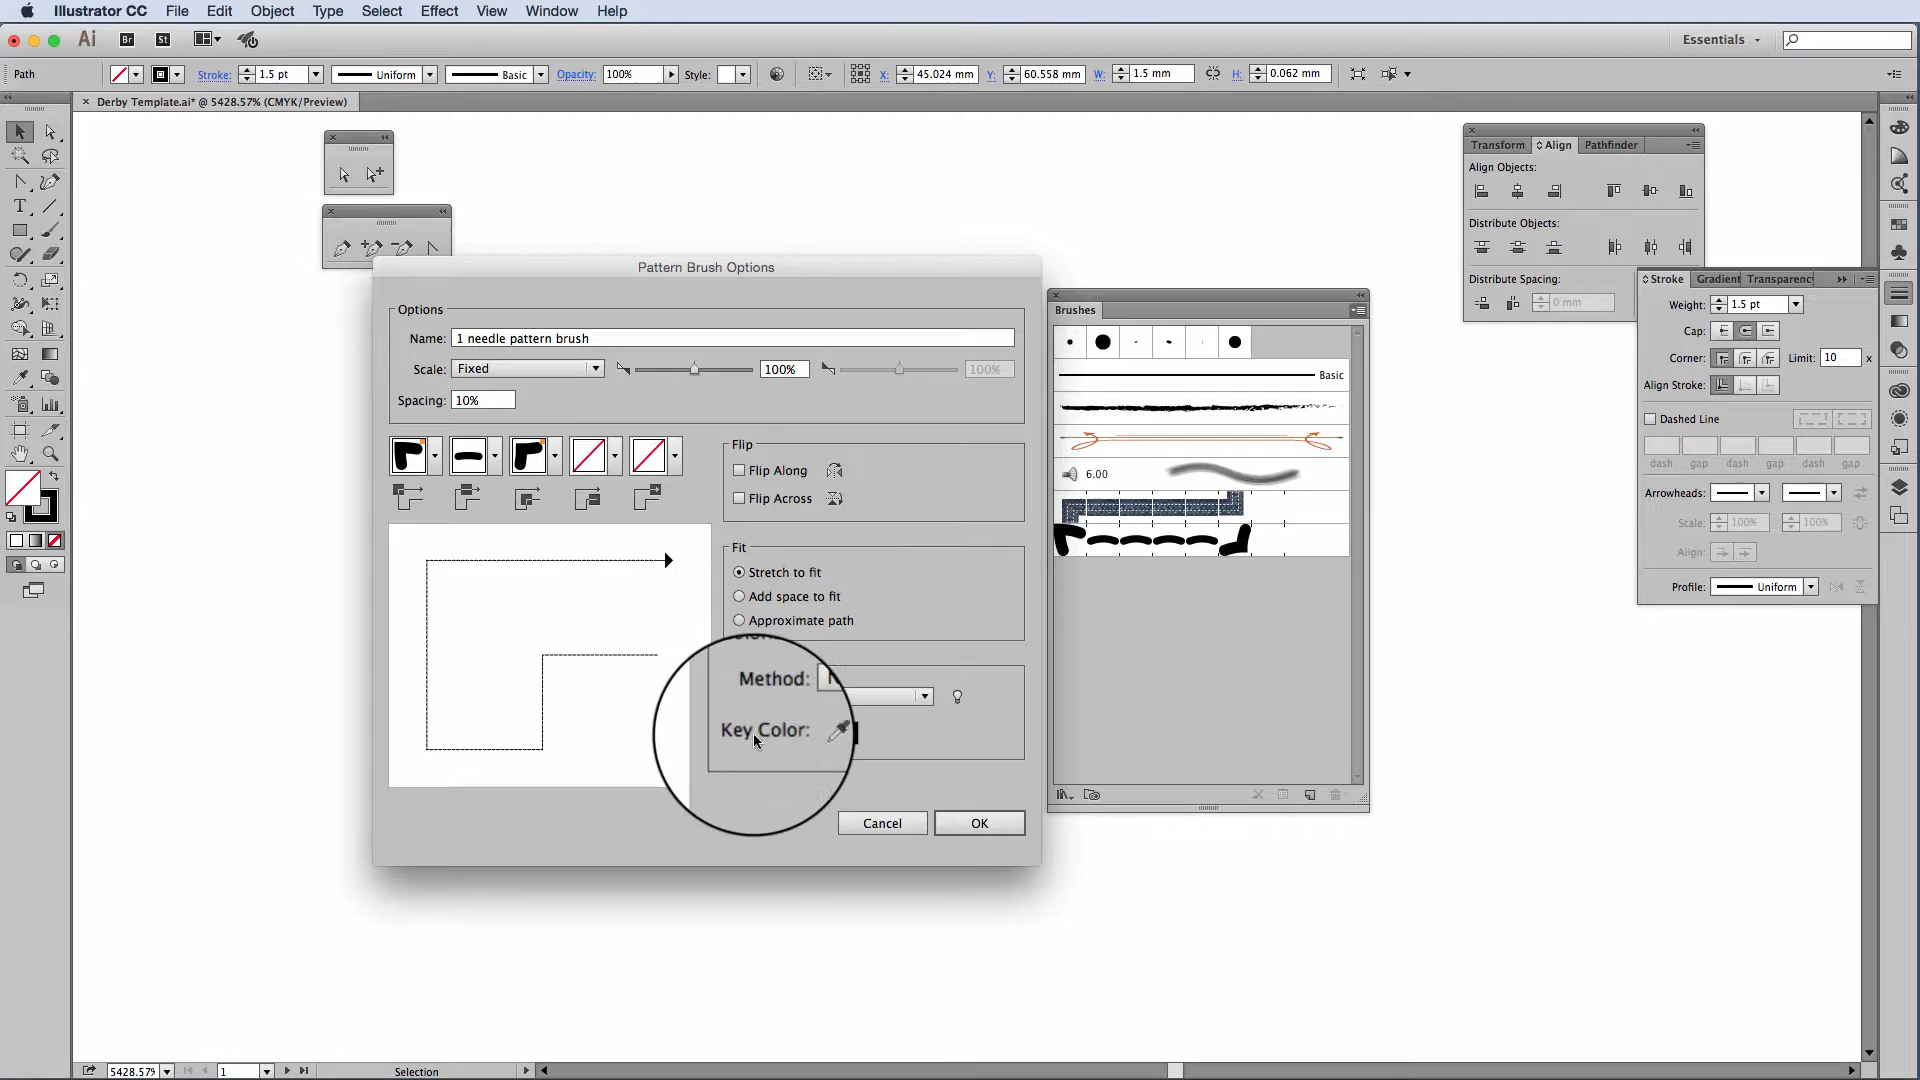 Illustrator CC File Edit Object Type Select Effect View Window Help
Ai Br St Essentials
Path Stroke: 1.5 pt Uniform Basic Opacity: 100% Style: X: 45.024 mm Y: 60.558 mm W: 1.5 mm H: 0.062 mm
Derby Template.ai* @ 5428.57% (CMYK/Preview)
Transform Align Pathfinder
Align Objects:
Distribute Objects:
Distribute Spacing:
0 mm
Pattern Brush Options
Options
Name: 1 needle pattern brush
Scale: Fixed 100% 100%
Spacing: 10%
Flip
Flip Along
Flip Across
Fit
Stretch to fit
Add space to fit
Approximate path
Method:
Key Color:
Cancel OK
Brushes
Basic
6.00
Stroke Gradient Transparency
Weight: 1.5 pt
Cap:
Corner: Limit: 10 x
Align Stroke:
Dashed Line
dash gap dash gap dash gap
Arrowheads:
Scale: 100% 100%
Align:
Profile: Uniform
5428.57% 1 Selection